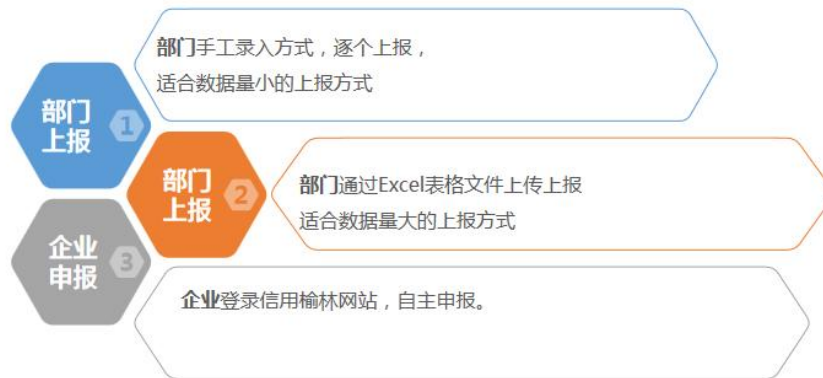 部门
上报
1
部门手工录入方式，逐个上报，
适合数据量小的上报方式
部门
上报
2
部门通过Excel表格文件上传上报
适合数据量大的上报方式
企业
申报
3
企业登录信用榆林网站，自主申报。